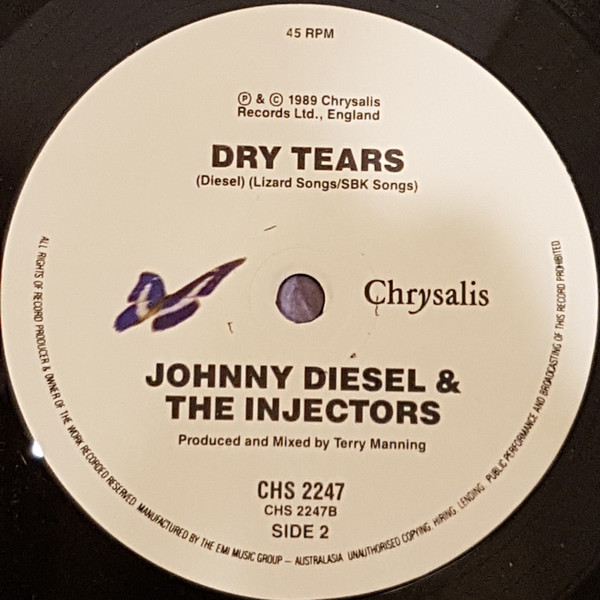 45 RPM
Ⓟ & © 1989 Chrysalis
Records Ltd., England
DRY TEARS
(Diesel) (Lizard Songs/SBK Songs)
Chrysalis
JOHNNY DIESEL &
THE INJECTORS
Produced and Mixed by Terry Manning
CHS 2247
CHS 2247B
SIDE 2
ALL RIGHTS OF RECORD PRODUCER & OWNER OF THE WORK RECORDED RESERVED. MANUFACTURED BY THE EMI MUSIC GROUP – AUSTRALASIA. UNAUTHORISED COPYING, HIRING, LENDING, PUBLIC PERFORMANCE AND BROADCASTING OF THIS RECORD PROHIBITED